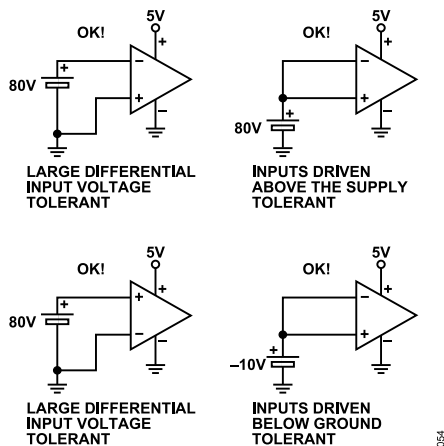 5V
OK!
+
−
+
+
80V
−
LARGE DIFFERENTIAL
INPUT VOLTAGE
TOLERANT
5V
OK!
+
−
+
+
80V
−
INPUTS DRIVEN
ABOVE THE SUPPLY
TOLERANT
5V
OK!
+
+
+
80V
−
−
LARGE DIFFERENTIAL
INPUT VOLTAGE
TOLERANT
5V
OK!
+
−
+
+
–10V
−
INPUTS DRIVEN
BELOW GROUND
TOLERANT
054